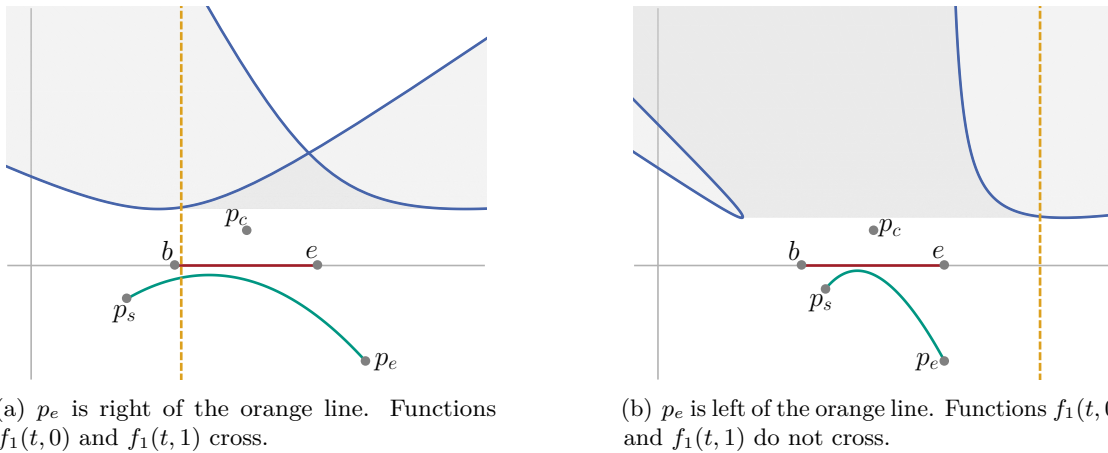 p_c
b
e
p_s
p_e
p_c
b
e
p_s
p_e
a) p_e is right of the orange line. Functions
f_1(t,0) and f_1(t,1) cross.
(b) p_e is left of the orange line. Functions f_1(t,0
and f_1(t,1) do not cross.